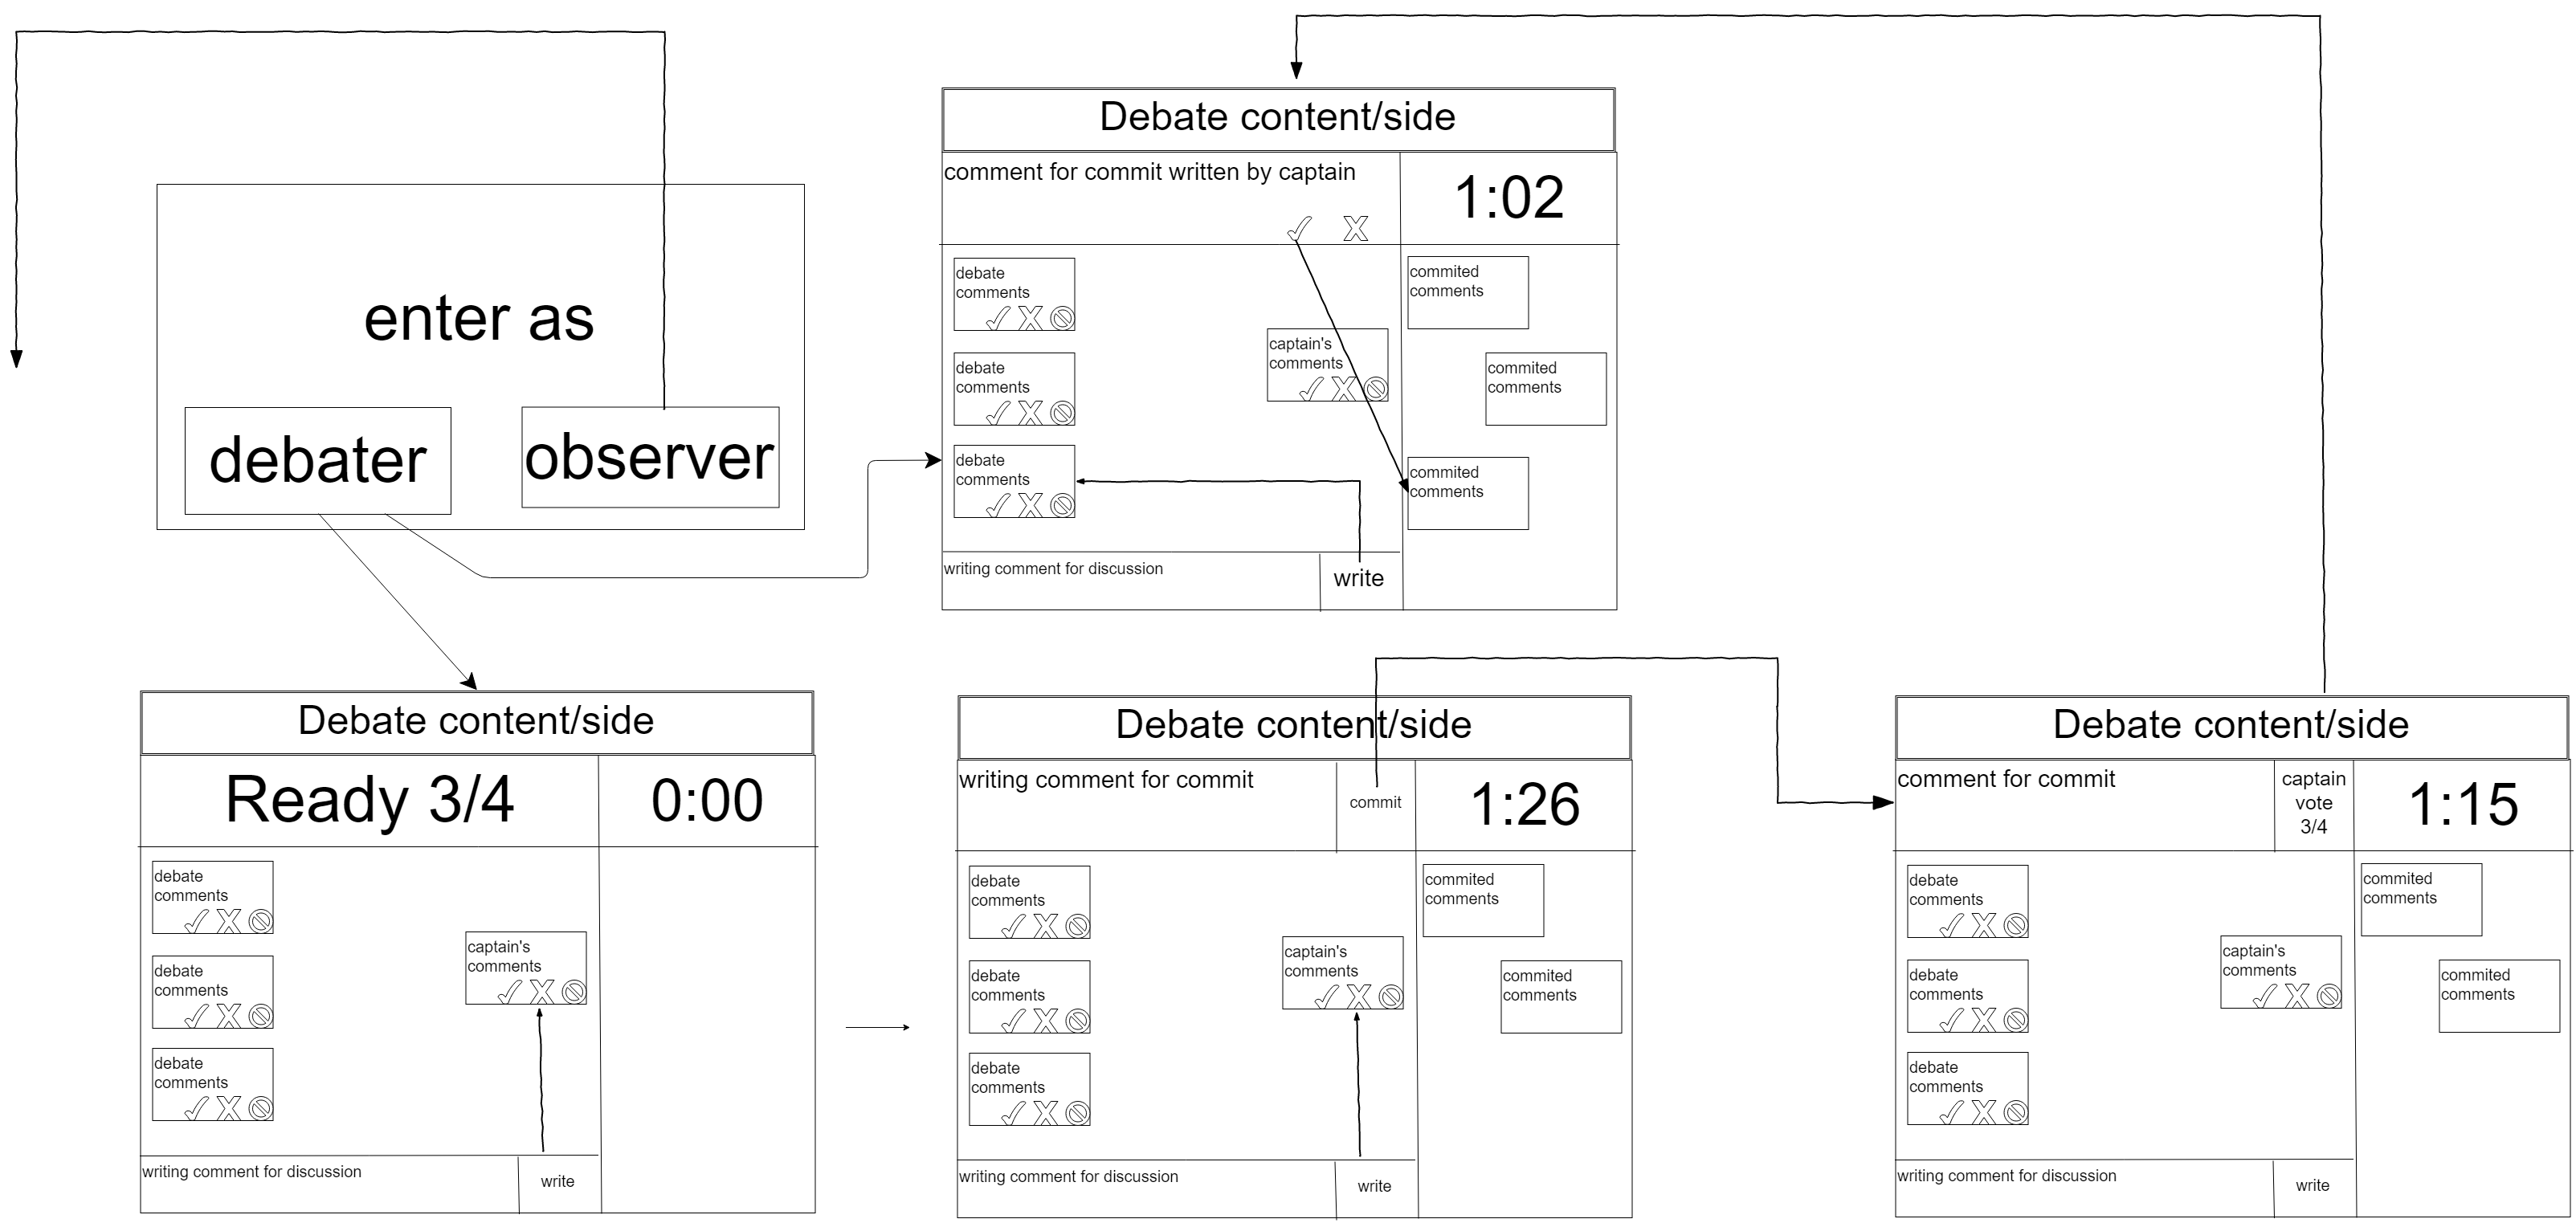 enter as
debater
observer
Debate content/side
comment for commit written by captain
1:02
debate
comments
debate
comments
debate
comments
captain's
comments
commited
comments
commited
comments
commited
comments
writing comment for discussion
write
Debate content/side
Ready 3/4
0:00
debate
comments
debate
comments
debate
comments
captain's
comments
writing comment for discussion
write
Debate content/side
writing comment for commit
commit
1:26
debate
comments
debate
comments
debate
comments
captain's
comments
commited
comments
commited
comments
writing comment for discussion
write
Debate content/side
comment for commit
captain
vote
3/4
1:15
debate
comments
debate
comments
debate
comments
captain's
comments
commited
comments
commited
comments
writing comment for discussion
write